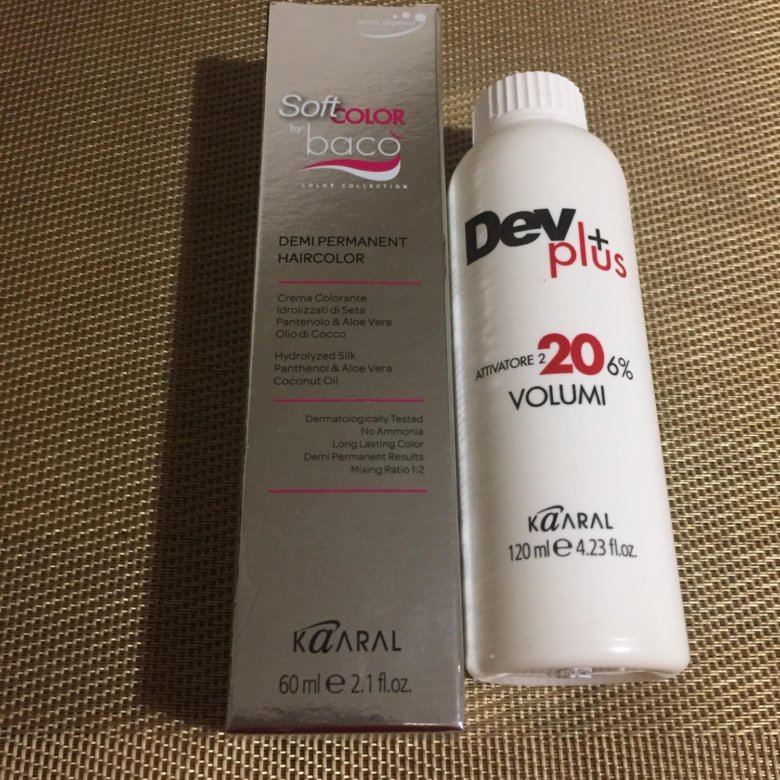 micro pigment
Soft COLOR
by baco
COLOR COLLECTION
DEMI PERMANENT
HAIRCOLOR
Crema Colorante
Idrolizzati di Seta
Pantenolo & Aloe Vera
Olio di Cocco
Hydrolyzed Silk
Panthenol & Aloe Vera
Coconut Oil
Dermatologically Tested
No Ammonia
Long Lasting Color
Demi Permanent Results
Mixing Ratio 1:2
KAARAL
60 ml e 2.1 fl.oz.
Dev
plus+
ATTIVATORE 2 20 6%
VOLUMI
KAARAL
120 ml e 4.23 fl.oz.